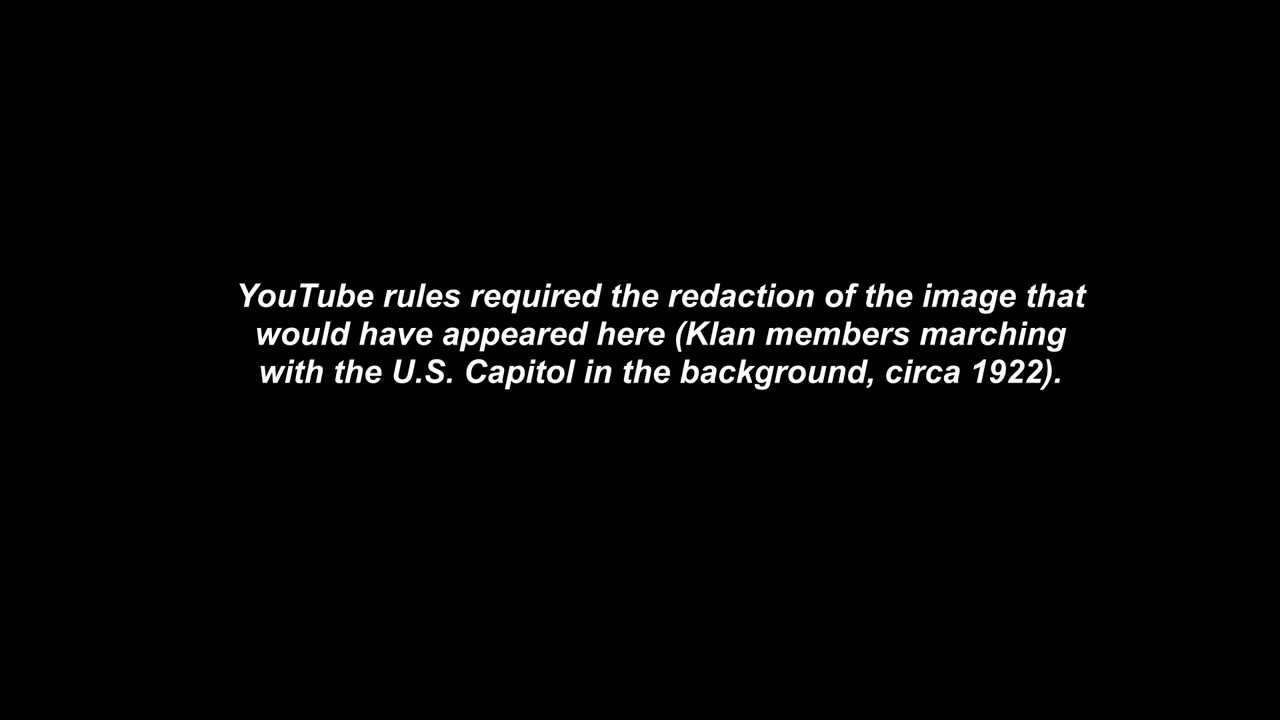 YouTube rules required the redaction of the image that
would have appeared here (Klan members marching
with the U.S. Capitol in the background, circa 1922).